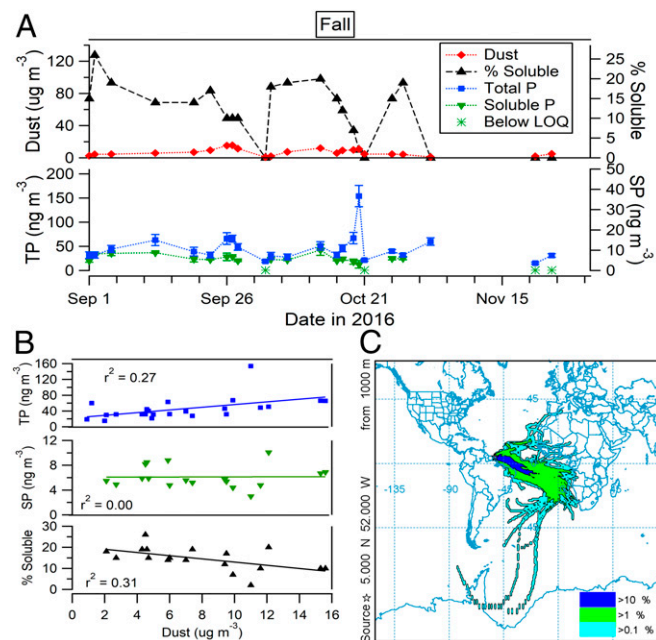 A
Fall
Dust (ug m⁻³)
120
80
40
0
% Soluble
25
20
15
10
5
0
Dust
% Soluble
Total P
Soluble P
Below LOQ
TP (ng m⁻³)
200
150
100
50
0
SP (ng m⁻³)
50
40
30
20
10
0
Sep 1
Sep 26
Oct 21
Nov 15
Date in 2016
B
TP (ng m⁻³)
160
120
80
40
0
r² = 0.27
SP (ng m⁻³)
12
8
4
0
r² = 0.00
% Soluble
30
20
10
0
r² = 0.31
0
2
4
6
8
10
12
14
16
Dust (ug m⁻³)
C
Source ☆
5.000 N
52.000 W
from
1000 m
45
-135
-90
>10 %
>1 %
>0.1 %